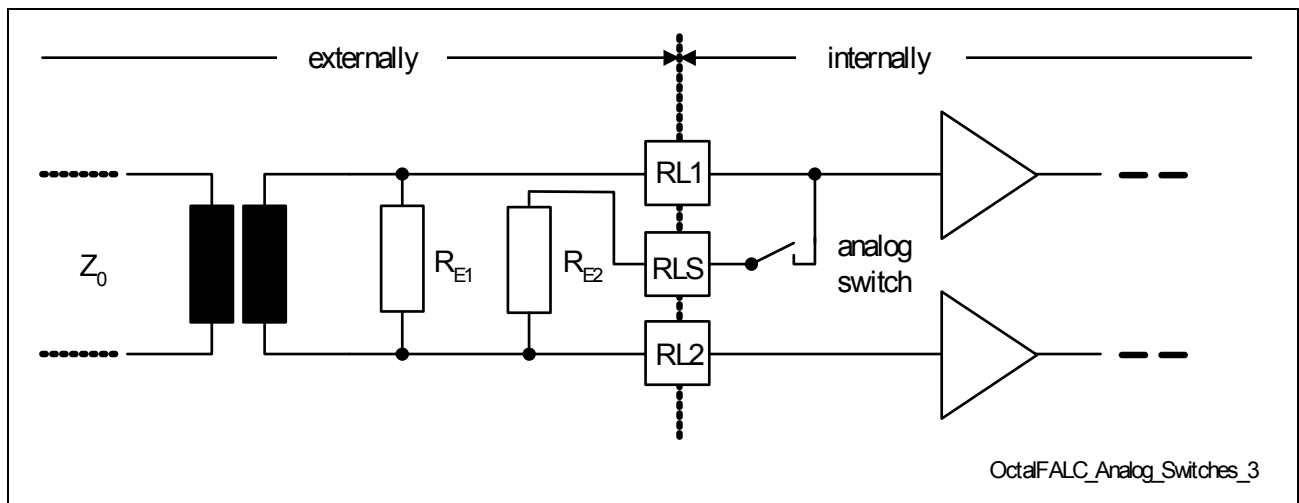 externally
internally
RL1
Z0
RE1
RE2
RLS
analog
switch
RL2
OctalFALC_Analog_Switches_3